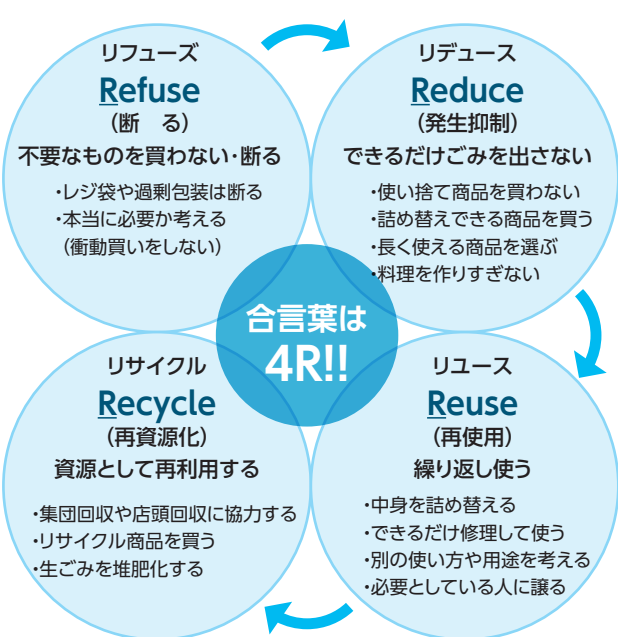 リフューズ
Refuse
(断　る)
不要なものを買わない・断る
・レジ袋や過剰包装は断る
・本当に必要か考える
(衝動買いをしない)
リデュース
Reduce
(発生抑制)
できるだけごみを出さない
・使い捨て商品を買わない
・詰め替えできる商品を買う
・長く使える商品を選ぶ
・料理を作りすぎない
合言葉は
4R!!
リサイクル
Recycle
(再資源化)
資源として再利用する
・集団回収や店頭回収に協力する
・リサイクル商品を買う
・生ごみを堆肥化する
リユース
Reuse
(再使用)
繰り返し使う
・中身を詰め替える
・できるだけ修理して使う
・別の使い方や用途を考える
・必要としている人に譲る